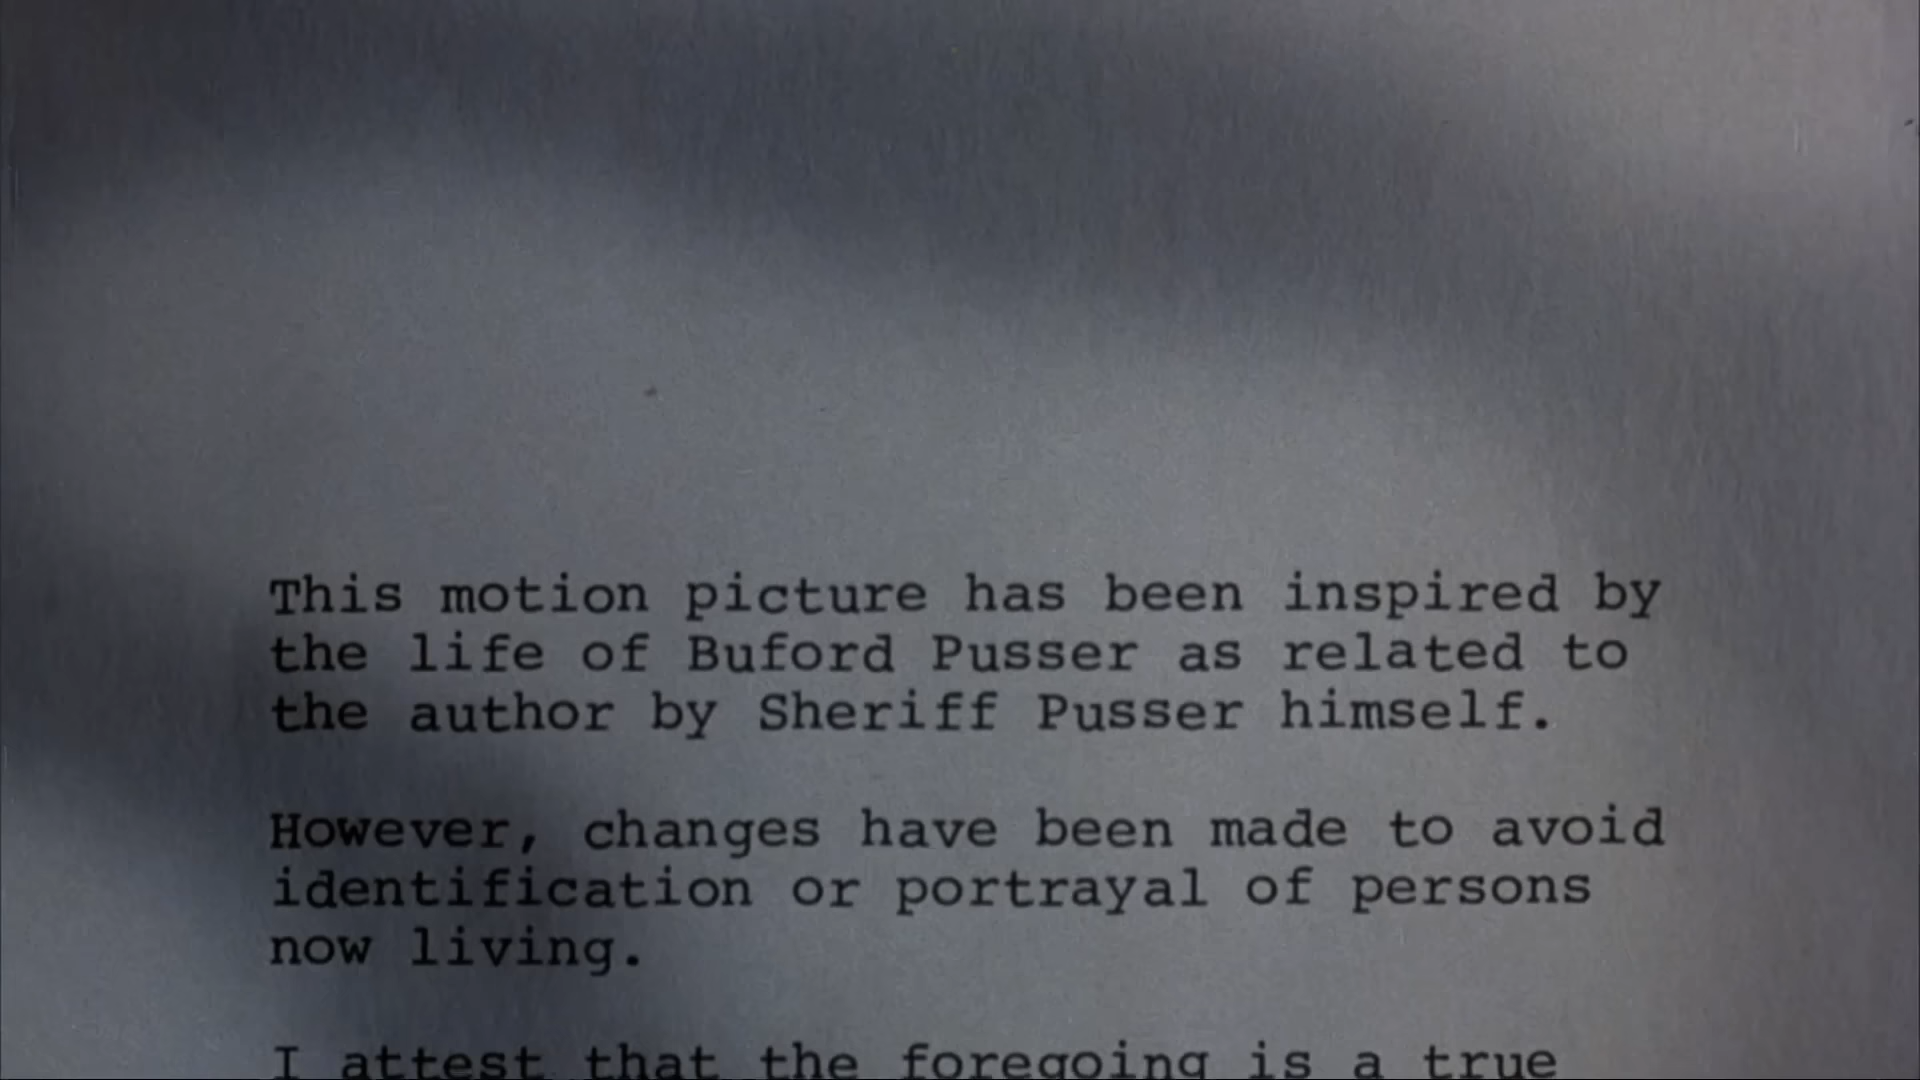 This motion picture has been inspired by
the life of Buford Pusser as related to
the author by Sheriff Pusser himself.
However, changes have been made to avoid
identification or portrayal of persons
now living.
I attest that the foregoing is a true